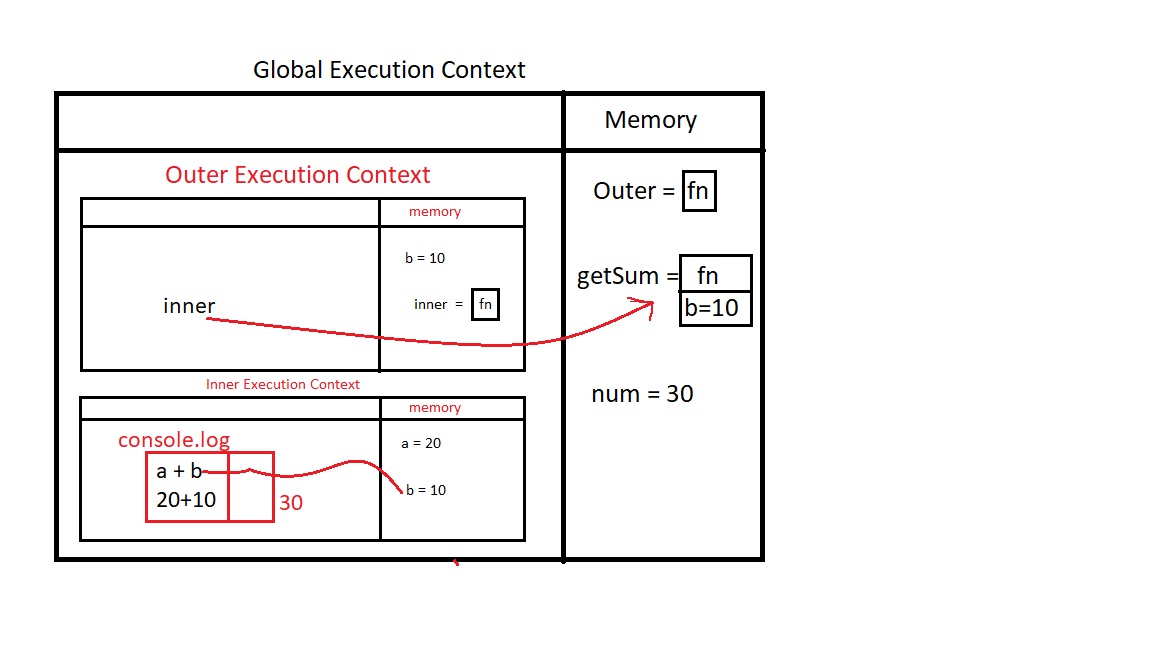 Global Execution Context
Memory
Outer Execution Context
memory
b = 10
inner = fn
inner
Outer = fn
getSum = fn
b=10
num = 30
Inner Execution Context
memory
console.log
a + b
20+10
30
a = 20
b = 10